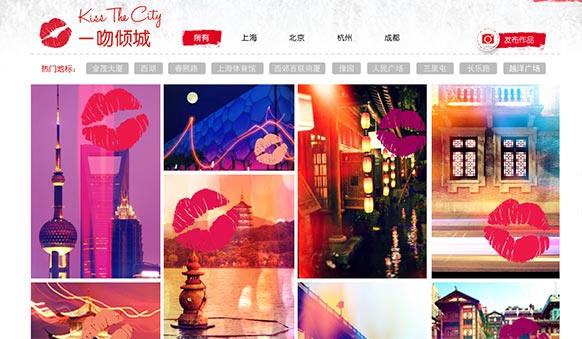 Kiss The City
一吻倾城
所有 上海 北京 杭州 成都
发布作品
热门地标： 金茂大厦 西湖 春熙路 上海体育馆 西郊百联南厦 豫园 人民广场 三里屯 长乐路 越洋广场